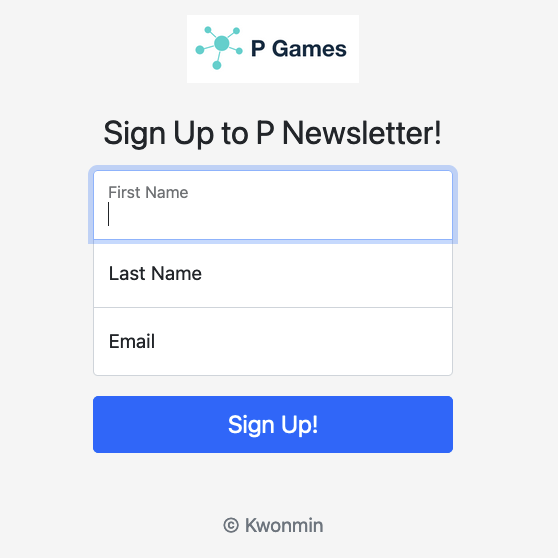 P Games
Sign Up to P Newsletter!
First Name
Last Name
Email
Sign Up!
© Kwonmin